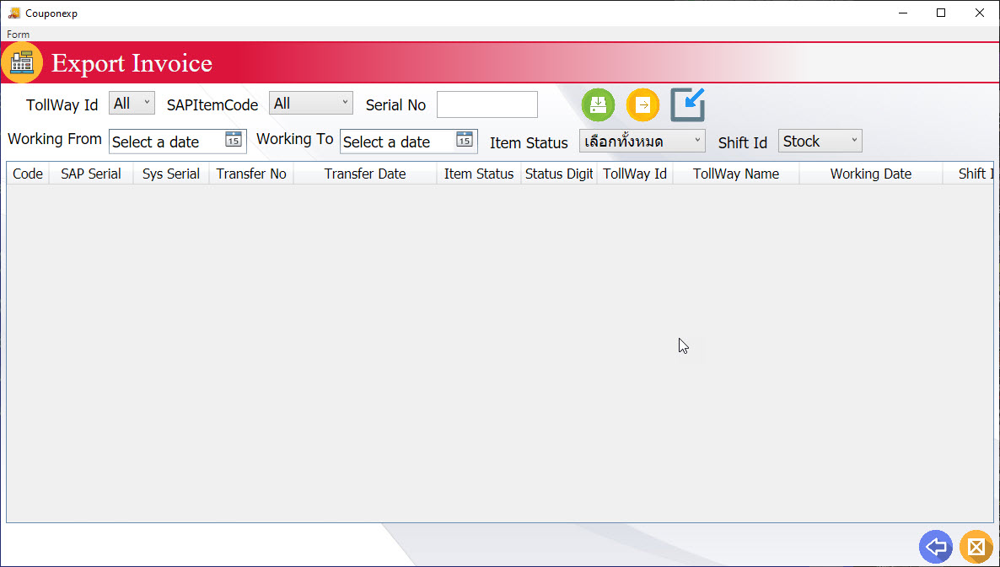 Couponexp
Form
Export Invoice
TollWay Id All SAPItemCode All Serial No
Working From Select a date 15 Working To Select a date 15 Item Status เลือกทั้งหมด Shift Id Stock
Code SAP Serial Sys Serial Transfer No Transfer Date Item Status Status Digit TollWay Id TollWay Name Working Date Shift I